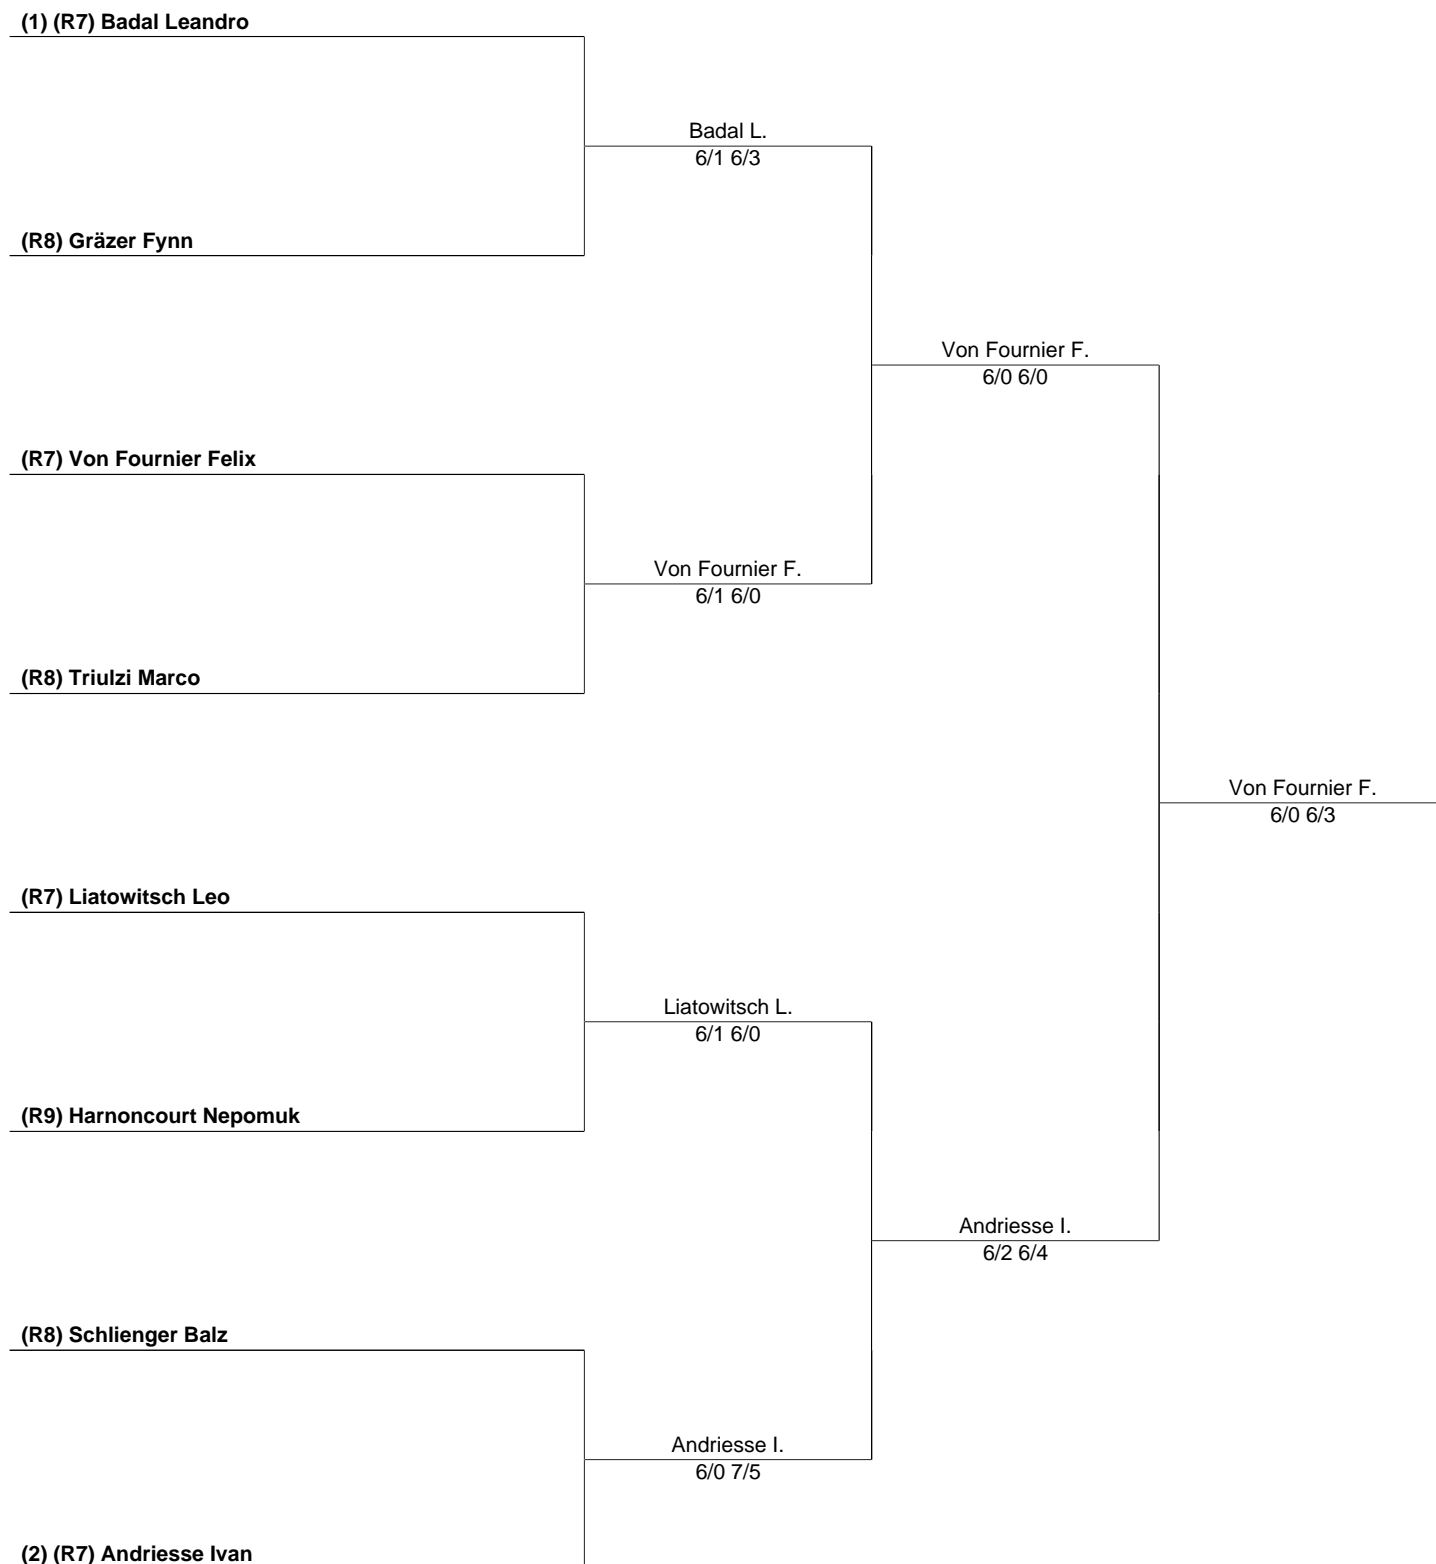 (1) (R7) Badal Leandro
Badal L.
6/1 6/3
(R8) Gräzer Fynn
Von Fournier F.
6/0 6/0
(R7) Von Fournier Felix
Von Fournier F.
6/1 6/0
(R8) Triulzi Marco
Von Fournier F.
6/0 6/3
(R7) Liatowitsch Leo
Liatowitsch L.
6/1 6/0
(R9) Harnoncourt Nepomuk
Andriesse I.
6/2 6/4
(R8) Schlienger Balz
Andriesse I.
6/0 7/5
(2) (R7) Andriesse Ivan